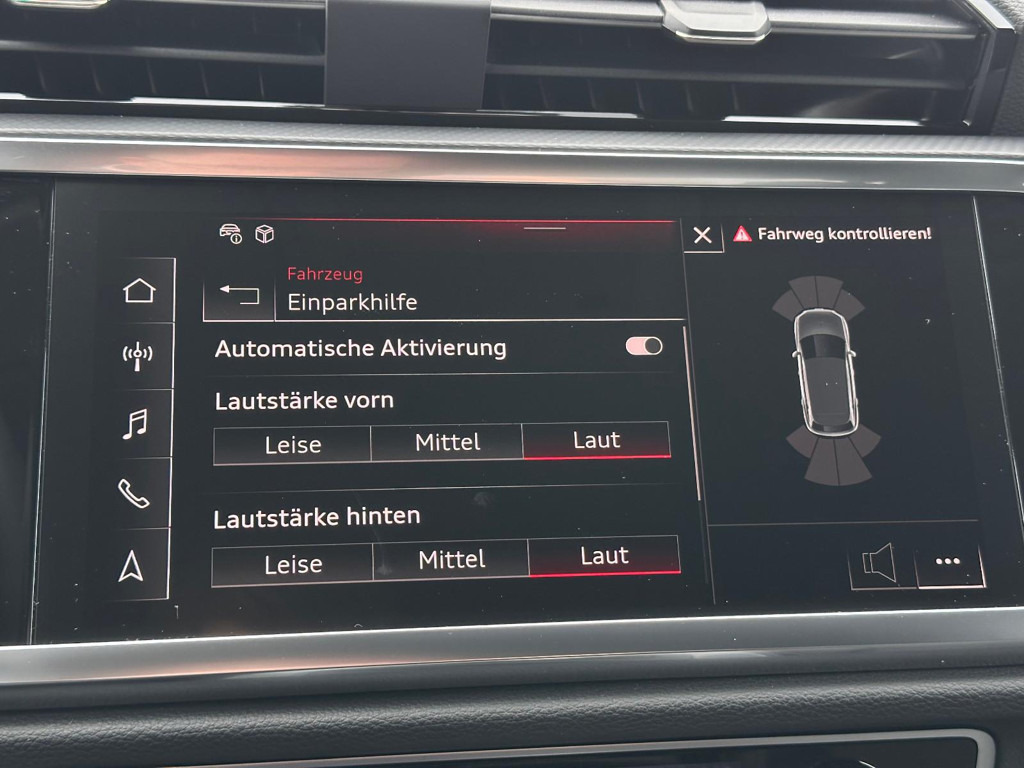 Fahrweg kontrollieren!
Fahrzeug
Einparkhilfe
Automatische Aktivierung
Lautstärke vorn
Leise Mittel Laut
Lautstärke hinten
Leise Mittel Laut